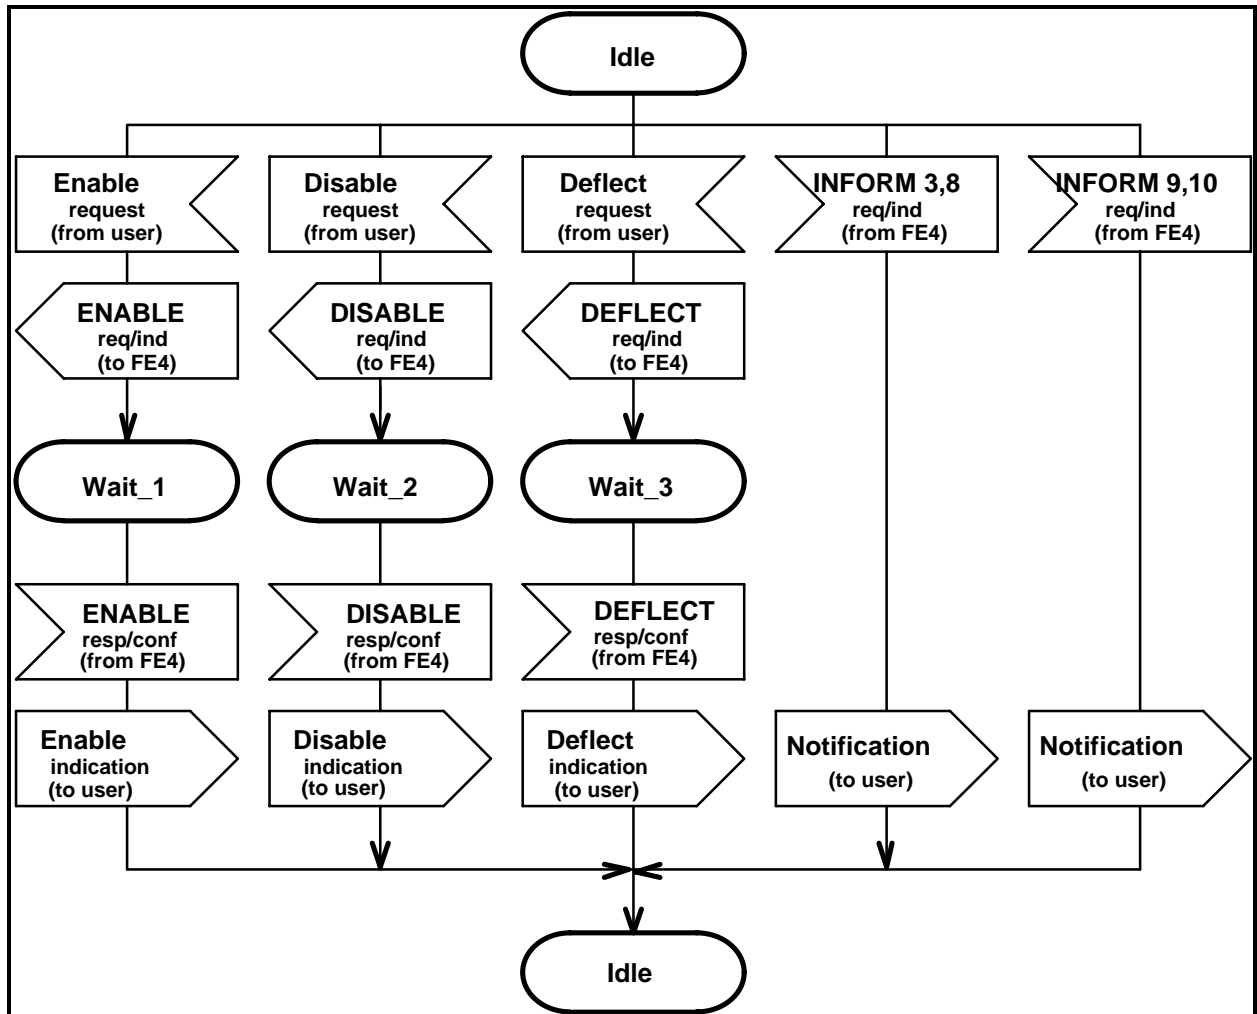 Idle
Enable
request
(from user)
Disable
request
(from user)
Deflect
request
(from user)
INFORM 3,8
req/ind
(from FE4)
INFORM 9,10
req/ind
(from FE4)
ENABLE
req/ind
(to FE4)
DISABLE
req/ind
(to FE4)
DEFLECT
req/ind
(to FE4)
Wait_1
Wait_2
Wait_3
ENABLE
resp/conf
(from FE4)
DISABLE
resp/conf
(from FE4)
DEFLECT
resp/conf
(from FE4)
Enable
indication
(to user)
Disable
indication
(to user)
Deflect
indication
(to user)
Notification
(to user)
Notification
(to user)
Idle